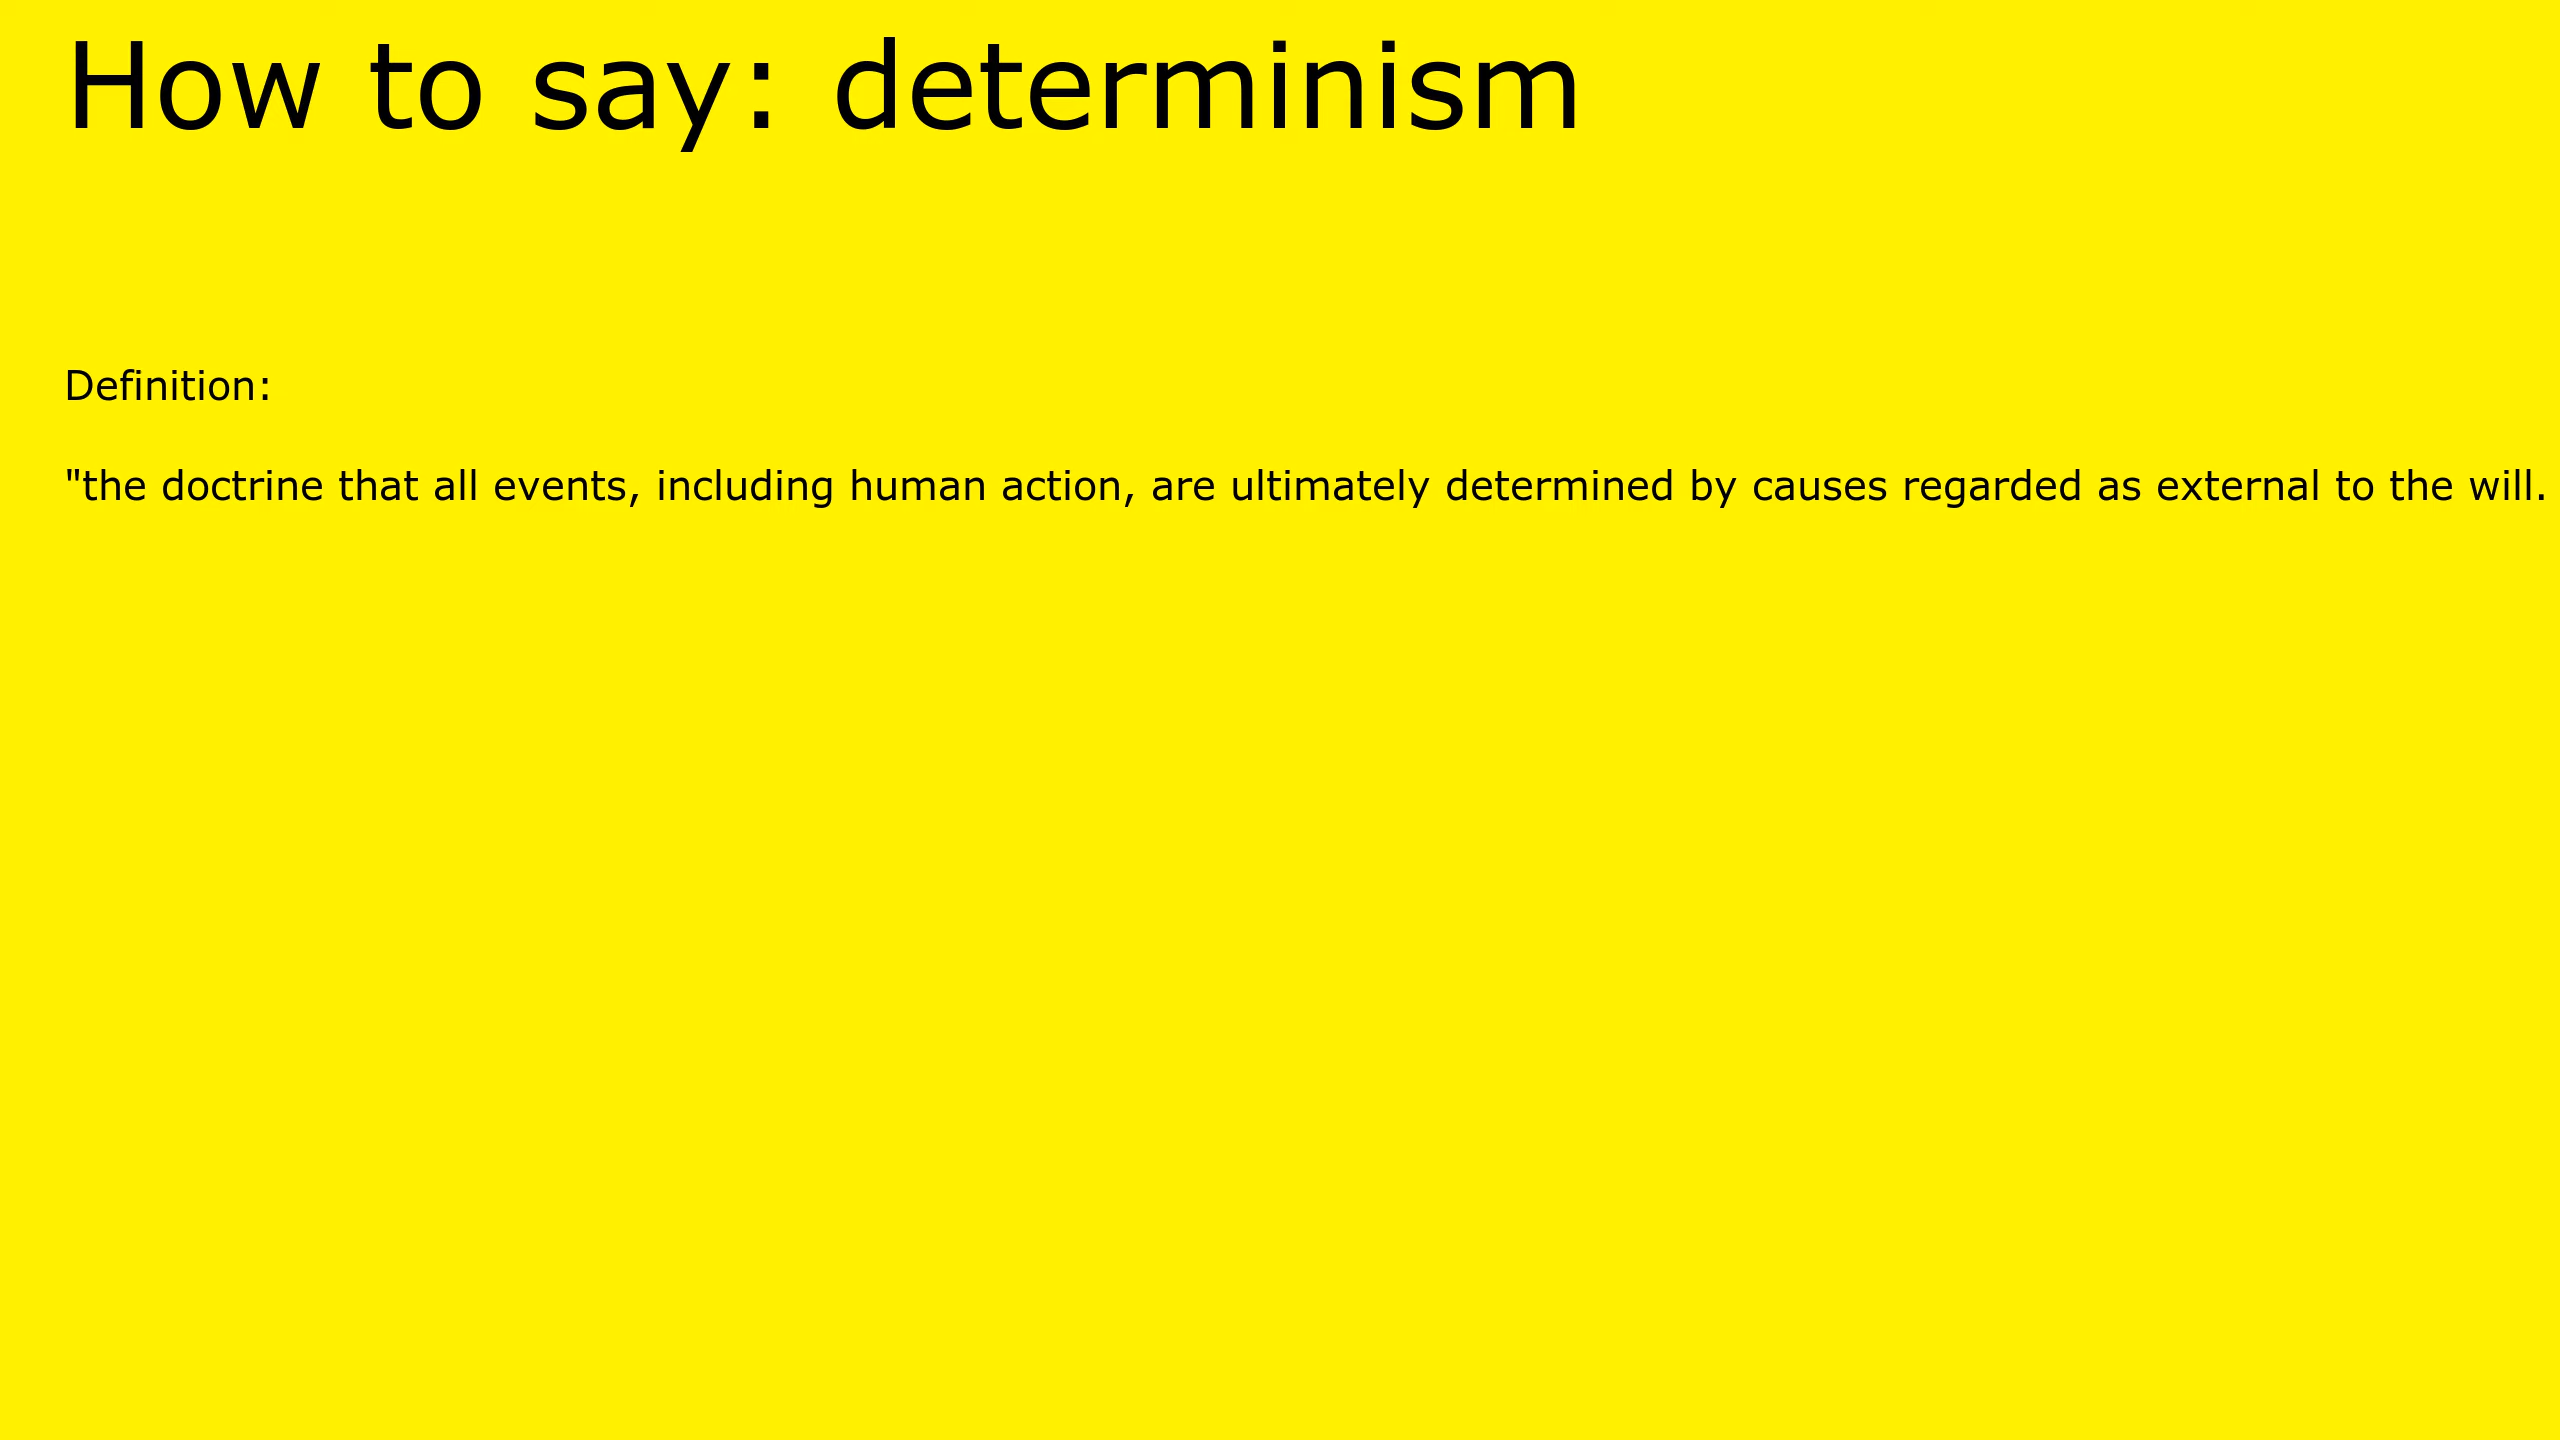 How to say: determinism
Definition:
"the doctrine that all events, including human action, are ultimately determined by causes regarded as external to the will.